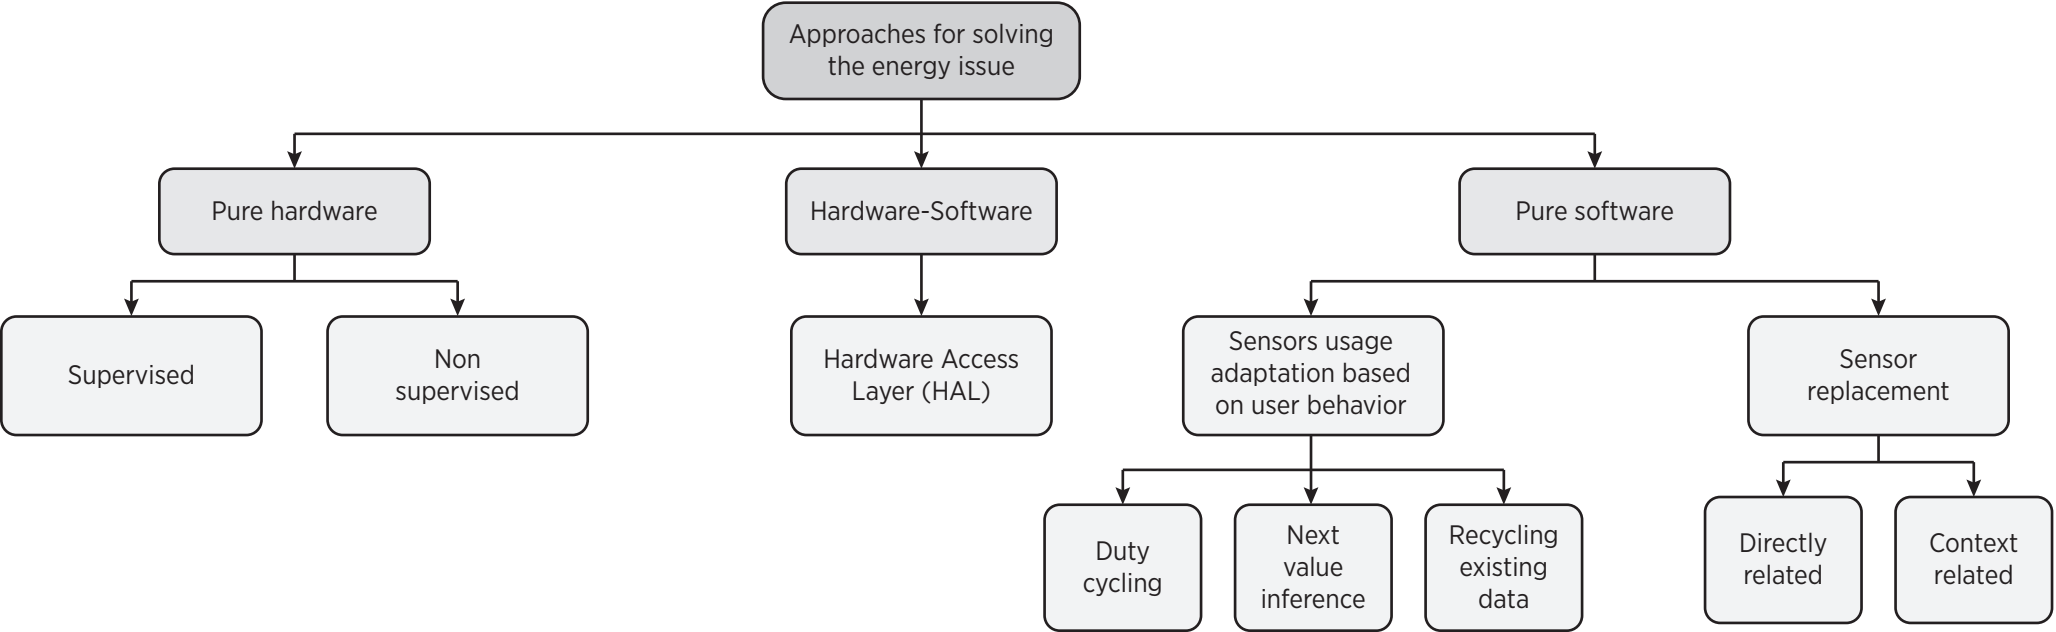 Approaches for solving
the energy issue
Pure hardware
Hardware-Software
Pure software
Supervised
Non
supervised
Hardware Access
Layer (HAL)
Sensors usage
adaptation based
on user behavior
Sensor
replacement
Duty
cycling
Next
value
inference
Recycling
existing
data
Directly
related
Context
related